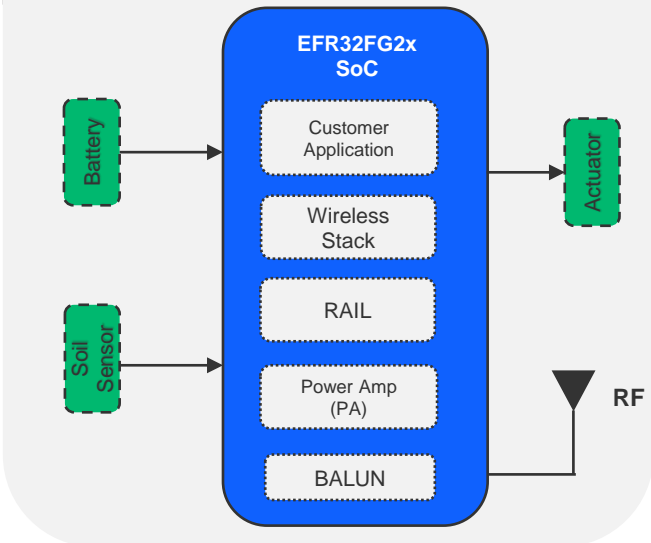 EFR32FG2x
SoC
Battery
Customer
Application
Actuator
Wireless
Stack
RAIL
Soil
Sensor
Power Amp
(PA)
RF
BALUN